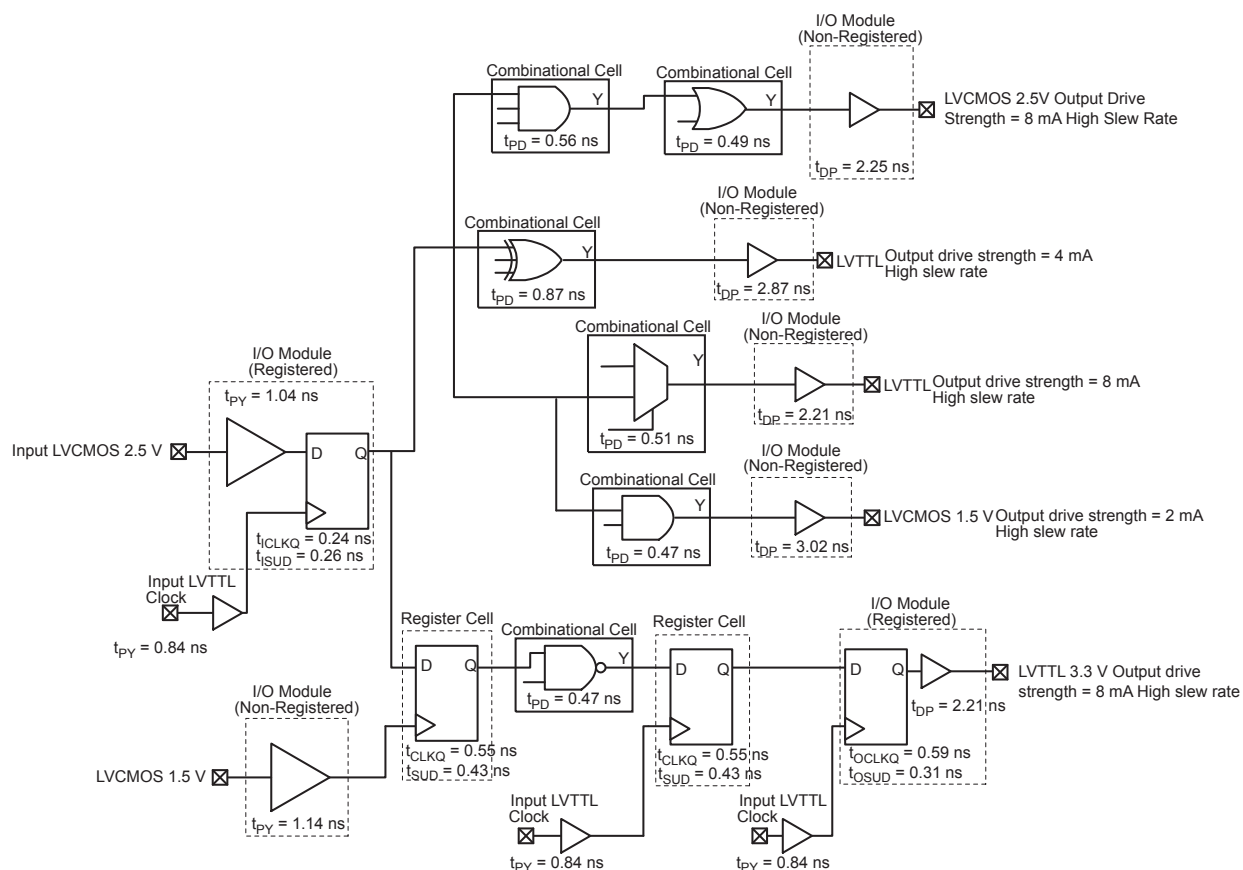 I/O Module
(Non-Registered)
Combinational Cell
Y
tPD = 0.56 ns
Combinational Cell
Y
tPD = 0.49 ns
tDP = 2.25 ns
LVCMOS 2.5V Output Drive
Strength = 8 mA High Slew Rate
I/O Module
(Non-Registered)
Combinational Cell
Y
tPD = 0.87 ns
tDP = 2.87 ns
LVTTL Output drive strength = 4 mA
High slew rate
I/O Module
(Non-Registered)
Combinational Cell
Y
tPD = 0.51 ns
tDP = 2.21 ns
LVTTL Output drive strength = 8 mA
High slew rate
I/O Module
(Registered)
tPY = 1.04 ns
Input LVCMOS 2.5 V
D Q
tICLKQ = 0.24 ns
tISUD = 0.26 ns
Input LVTTL
Clock
tPY = 0.84 ns
I/O Module
(Non-Registered)
Combinational Cell
Y
tPD = 0.47 ns
tDP = 3.02 ns
LVCMOS 1.5 V Output drive strength = 2 mA
High slew rate
I/O Module
(Non-Registered)
LVCMOS 1.5 V
tPY = 1.14 ns
Register Cell
D Q
tCLKQ = 0.55 ns
tSUD = 0.43 ns
Combinational Cell
Y
tPD = 0.47 ns
Register Cell
D Q
tCLKQ = 0.55 ns
tSUD = 0.43 ns
Input LVTTL
Clock
tPY = 0.84 ns
I/O Module
(Registered)
D Q
tDP = 2.21 ns
tOCLKQ = 0.59 ns
tOSUD = 0.31 ns
Input LVTTL
Clock
tPY = 0.84 ns
LVTTL 3.3 V Output drive
strength = 8 mA High slew rate